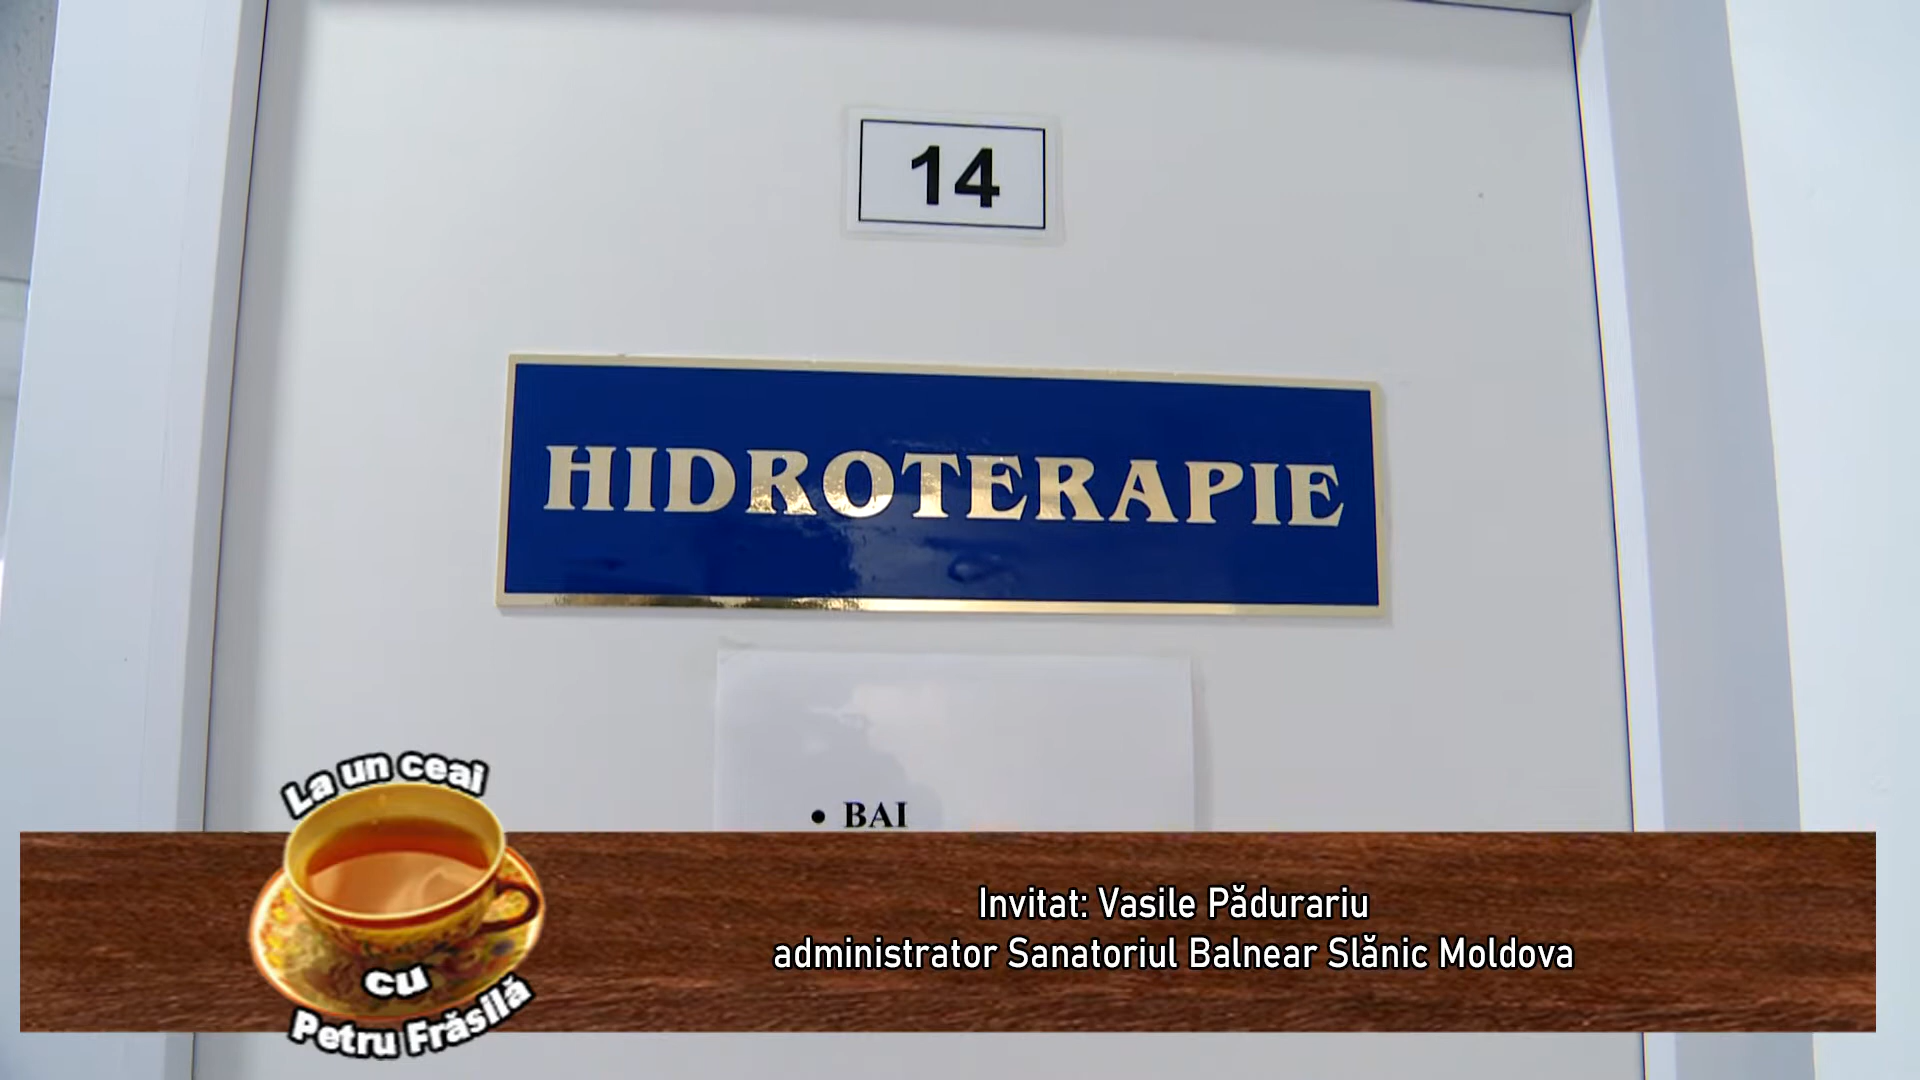 14
HIDROTERAPIE
• BAI
La un ceai
cu
Petru Frăsilă
Invitat: Vasile Pădurariu
administrator Sanatoriul Balnear Slănic Moldova